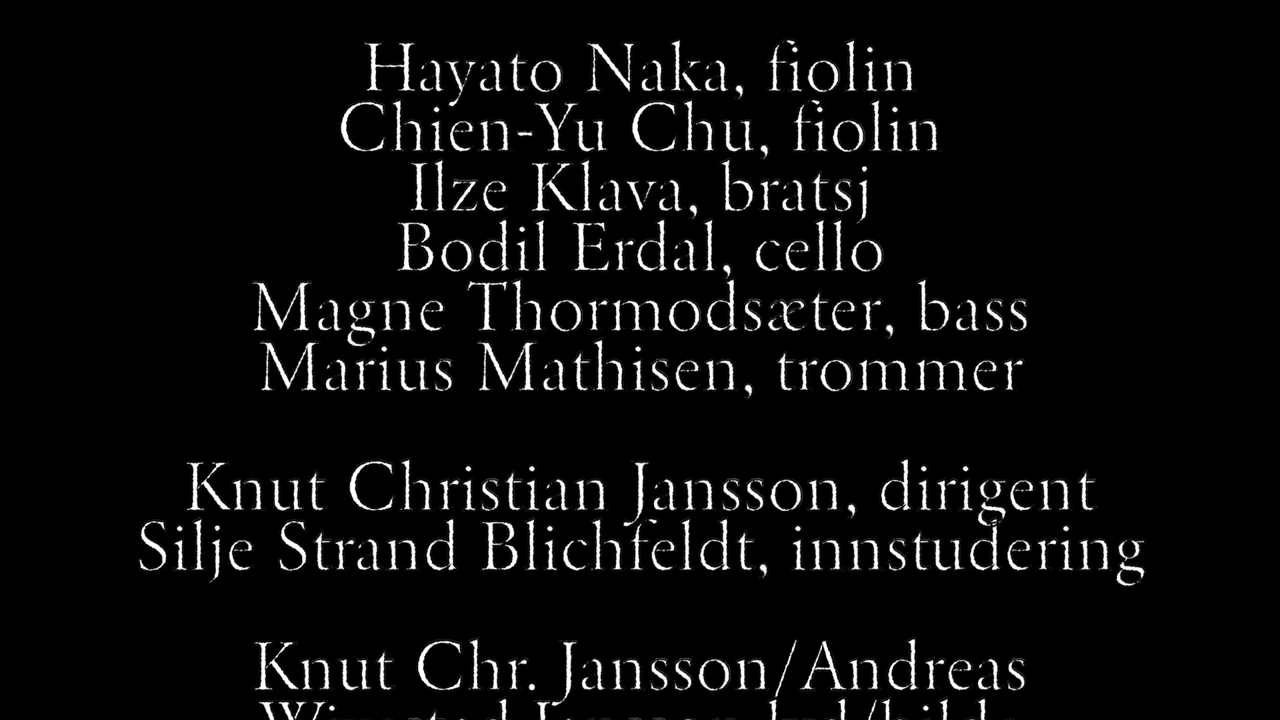 Hayato Naka, fiolin
Chien-Yu Chu, fiolin
Ilze Klava, bratsj
Bodil Erdal, cello
Magne Thormodsæter, bass
Marius Mathisen, trommer
Knut Christian Jansson, dirigent
Silje Strand Blichfeldt, innstudering
Knut Chr. Jansson/Andreas